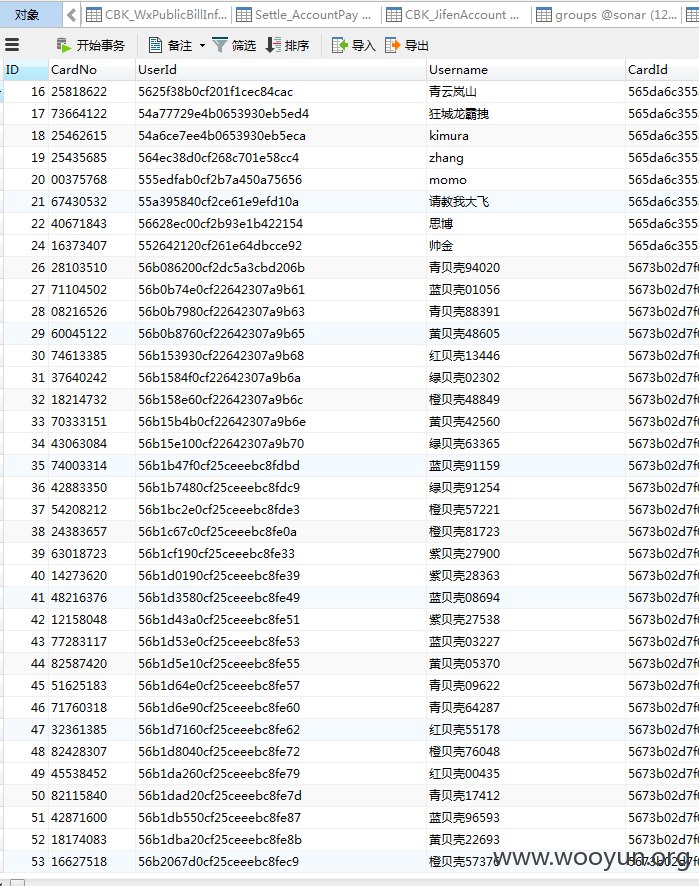 对象 CBK_WxPublicBillInf... Settle_AccountPay ... CBK_JifenAccount ... groups @sonar (12...
开始事务 备注 筛选 排序 导入 导出
ID CardNo UserId Username CardId
16 25818622 5625f38b0cf201f1cec84cac 青云岚山 565da6c355
17 73664122 54a77729e4b0653930eb5ed4 狂城龙霸拽 565da6c355
18 25462615 54a6ce7ee4b0653930eb5eca kimura 565da6c355
19 25435685 564ec38d0cf268c701e58cc4 zhang 565da6c355
20 00375768 555edfab0cf2b7a450a75656 momo 565da6c355
21 67430532 55a395840cf2ce61e9efd10a 请教我大飞 565da6c355
22 40671843 56628ec00cf2b93e1b422154 思博 565da6c355
24 16373407 552642120cf261e64dbcce92 帅金 565da6c355
26 28103510 56b086200cf2dc5a3cbd206b 青贝壳94020 5673b02d7f
27 71104502 56b0b74e0cf22642307a9b61 蓝贝壳01056 5673b02d7f
28 08216526 56b0b7980cf22642307a9b63 青贝壳88391 5673b02d7f
29 60045122 56b0b8760cf22642307a9b65 黄贝壳48605 5673b02d7f
30 74613385 56b153930cf22642307a9b68 红贝壳13446 5673b02d7f
31 37640242 56b1584f0cf22642307a9b6a 绿贝壳02302 5673b02d7f
32 18214732 56b158e60cf22642307a9b6c 橙贝壳48849 5673b02d7f
33 70333151 56b15b4b0cf22642307a9b6e 黄贝壳42560 5673b02d7f
34 43063084 56b15e100cf22642307a9b70 绿贝壳63365 5673b02d7f
35 74003314 56b1b47f0cf25ceeebc8fdbd 蓝贝壳91159 5673b02d7f
36 42883350 56b1b7480cf25ceeebc8fdc9 绿贝壳91254 5673b02d7f
37 54208212 56b1bc2e0cf25ceeebc8fde3 橙贝壳57221 5673b02d7f
38 24383657 56b1c67c0cf25ceeebc8fe0a 橙贝壳81723 5673b02d7f
39 63018723 56b1cf190cf25ceeebc8fe33 紫贝壳27900 5673b02d7f
40 14273620 56b1d0190cf25ceeebc8fe39 紫贝壳28363 5673b02d7f
41 48216376 56b1d3580cf25ceeebc8fe49 蓝贝壳08694 5673b02d7f
42 12158048 56b1d43a0cf25ceeebc8fe51 紫贝壳27538 5673b02d7f
43 77283117 56b1d53e0cf25ceeebc8fe53 蓝贝壳03227 5673b02d7f
44 82587420 56b1d5e10cf25ceeebc8fe55 黄贝壳05370 5673b02d7f
45 51625183 56b1d64e0cf25ceeebc8fe57 青贝壳09622 5673b02d7f
46 71760318 56b1d6e90cf25ceeebc8fe60 青贝壳64287 5673b02d7f
47 32361385 56b1d7160cf25ceeebc8fe62 红贝壳55178 5673b02d7f
48 82428307 56b1d8040cf25ceeebc8fe72 橙贝壳76048 5673b02d7f
49 45538452 56b1da260cf25ceeebc8fe79 红贝壳00435 5673b02d7f
50 82115840 56b1dad20cf25ceeebc8fe7d 青贝壳17412 5673b02d7f
51 42871600 56b1db550cf25ceeebc8fe87 蓝贝壳96593 5673b02d7f
52 18174083 56b1dba20cf25ceeebc8fe8b 黄贝壳22693 5673b02d7f
53 16627518 56b2067d0cf25ceeebc8fec9 橙贝壳57376 5673b02d7f
www.wooyun.org